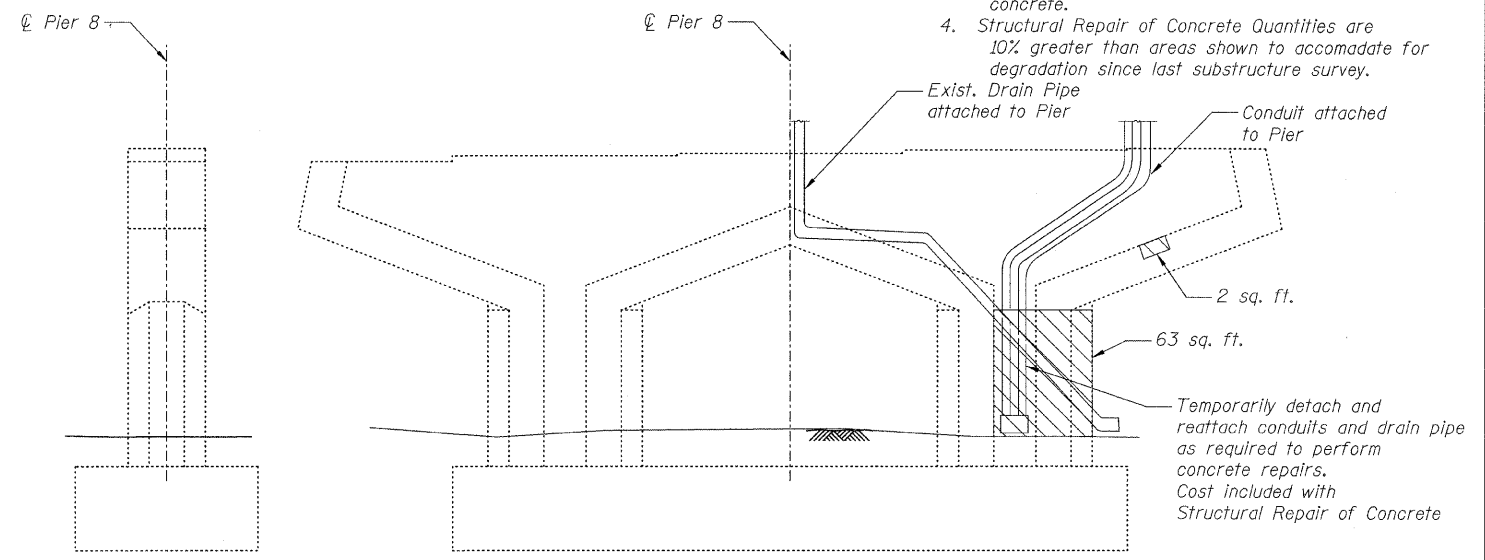 concrete.
4. Structural Repair of Concrete Quantities are
10% greater than areas shown to accomadate for
degradation since last substructure survey.
℄ Pier 8
℄ Pier 8
Exist. Drain Pipe
attached to Pier
Conduit attached
to Pier
2 sq. ft.
63 sq. ft.
Temporarily detach and
reattach conduits and drain pipe
as required to perform
concrete repairs.
Cost included with
Structural Repair of Concrete